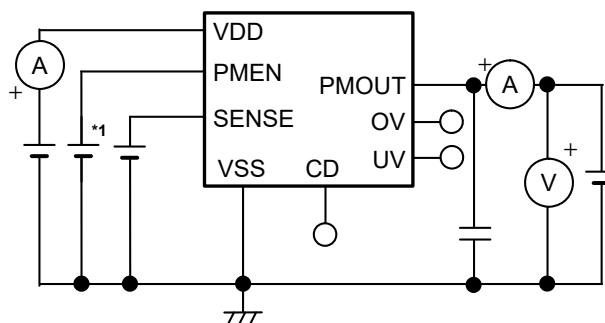 VDD
A
+
PMEN
PMOUT
+
A
SENSE
*1
OV
UV
+
V
VSS
CD